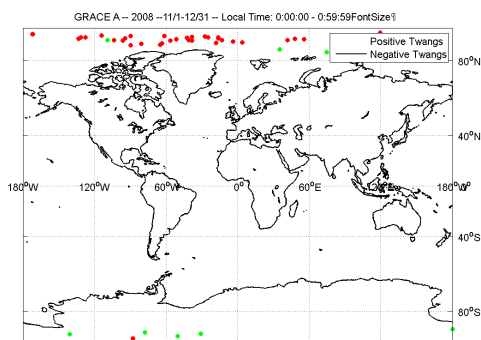 GRACE A -- 2008 --11/1-12/31 -- Local Time: 0:00:00 - 0:59:59FontSize¶
Positive Twangs
Negative Twangs
80°N
40°N
180°W 120°W 60°W 0° 60°E 120°E 180°W
40°S
80°S